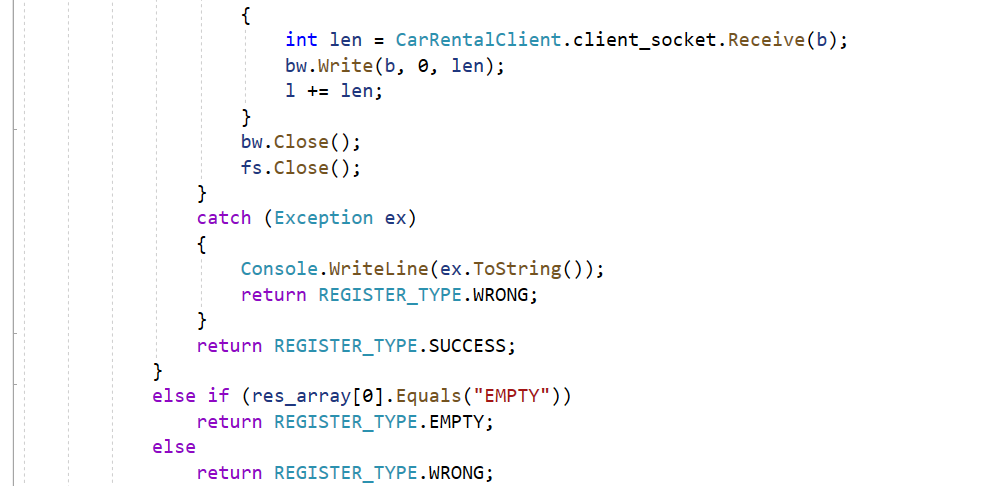 {
int len = CarRentalClient.client_socket.Receive(b);
bw.Write(b, 0, len);
l += len;
}
bw.Close();
fs.Close();
}
catch (Exception ex)
{
Console.WriteLine(ex.ToString());
return REGISTER_TYPE.WRONG;
}
return REGISTER_TYPE.SUCCESS;
}
else if (res_array[0].Equals("EMPTY"))
return REGISTER_TYPE.EMPTY;
else
return REGISTER_TYPE.WRONG;